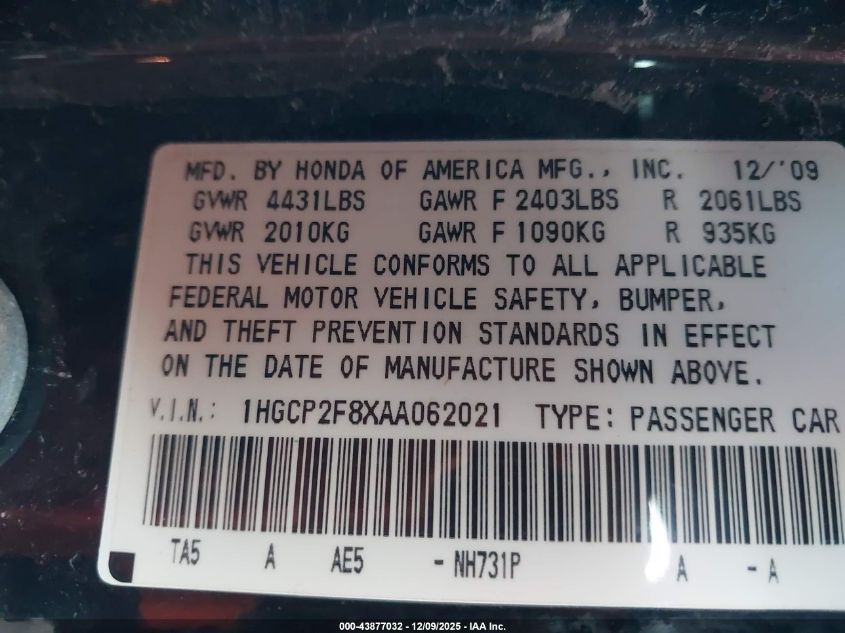 MFD. BY HONDA OF AMERICA MFG., INC. 12/'09
GVWR 4431LBS GAWR F 2403LBS R 2061LBS
GVWR 2010KG GAWR F 1090KG R 935KG
THIS VEHICLE CONFORMS TO ALL APPLICABLE
FEDERAL MOTOR VEHICLE SAFETY, BUMPER,
AND THEFT PREVENTION STANDARDS IN EFFECT
ON THE DATE OF MANUFACTURE SHOWN ABOVE.
V.I.N.: 1HGCP2F8XAA062021 TYPE: PASSENGER CAR
TA5 A AE5 - NH731P A - A
000-43877032 - 12/09/2025 - IAA Inc.